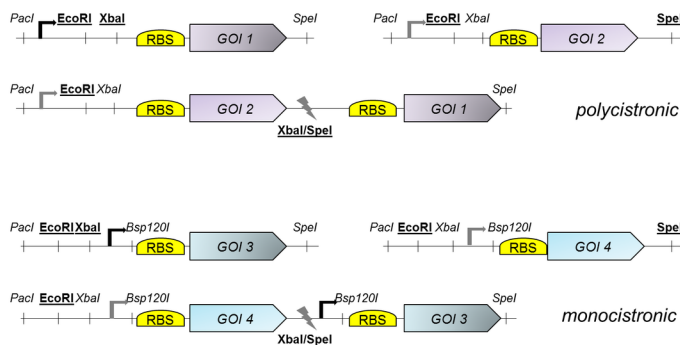 PacI EcoRI XbaI SpeI PacI EcoRI XbaI SpeI
RBS GOI 1 RBS GOI 2
PacI EcoRI XbaI SpeI
RBS GOI 2 RBS GOI 1 polycistronic
XbaI/SpeI
PacI EcoRI XbaI Bsp120I SpeI PacI EcoRI XbaI Bsp120I SpeI
RBS GOI 3 RBS GOI 4
PacI EcoRI XbaI Bsp120I Bsp120I SpeI
RBS GOI 4 RBS GOI 3 monocistronic
XbaI/SpeI